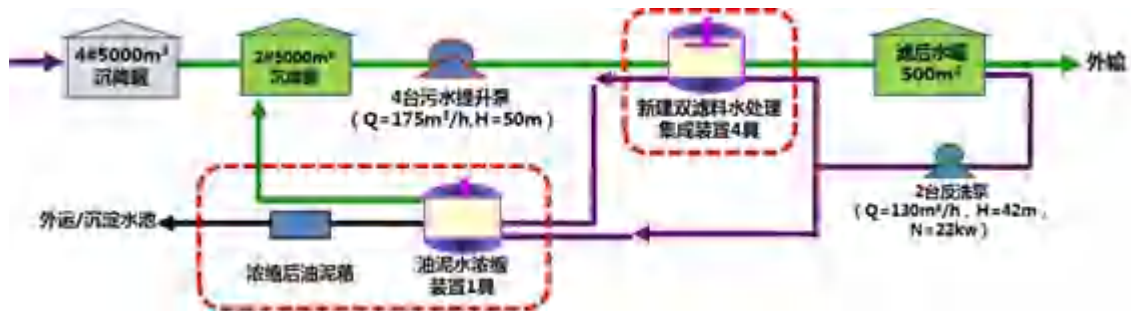 4#5000m³
沉降罐
2#5000m³
沉降罐
4台污水提升泵
（Q=175m³/h,H=50m）
新建双滤料水处理
集成装置4具
滤后水罐
500m³
外输
2台反洗泵
（Q=130m³/h，H=42m，
N=22kw）
外运/沉淀水池
浓缩后油泥箱
油泥水浓缩
装置1具